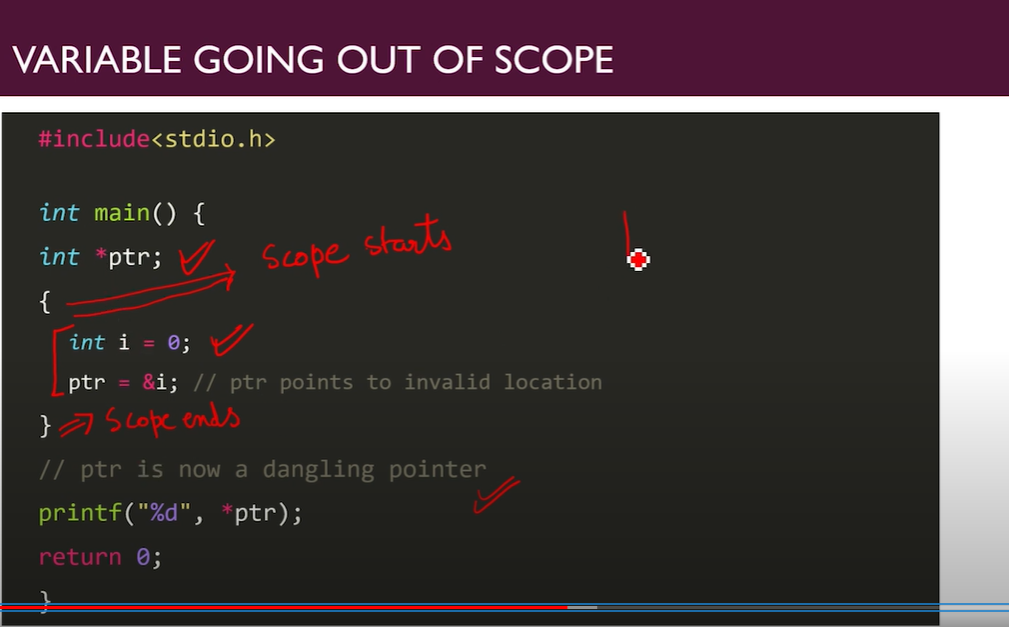 VARIABLE GOING OUT OF SCOPE
#include<stdio.h>
int main() {
int *ptr;
Scope starts
{
int i = 0;
ptr = &i; // ptr points to invalid location
}
Scope ends
// ptr is now a dangling pointer
printf("%d", *ptr);
return 0;
}